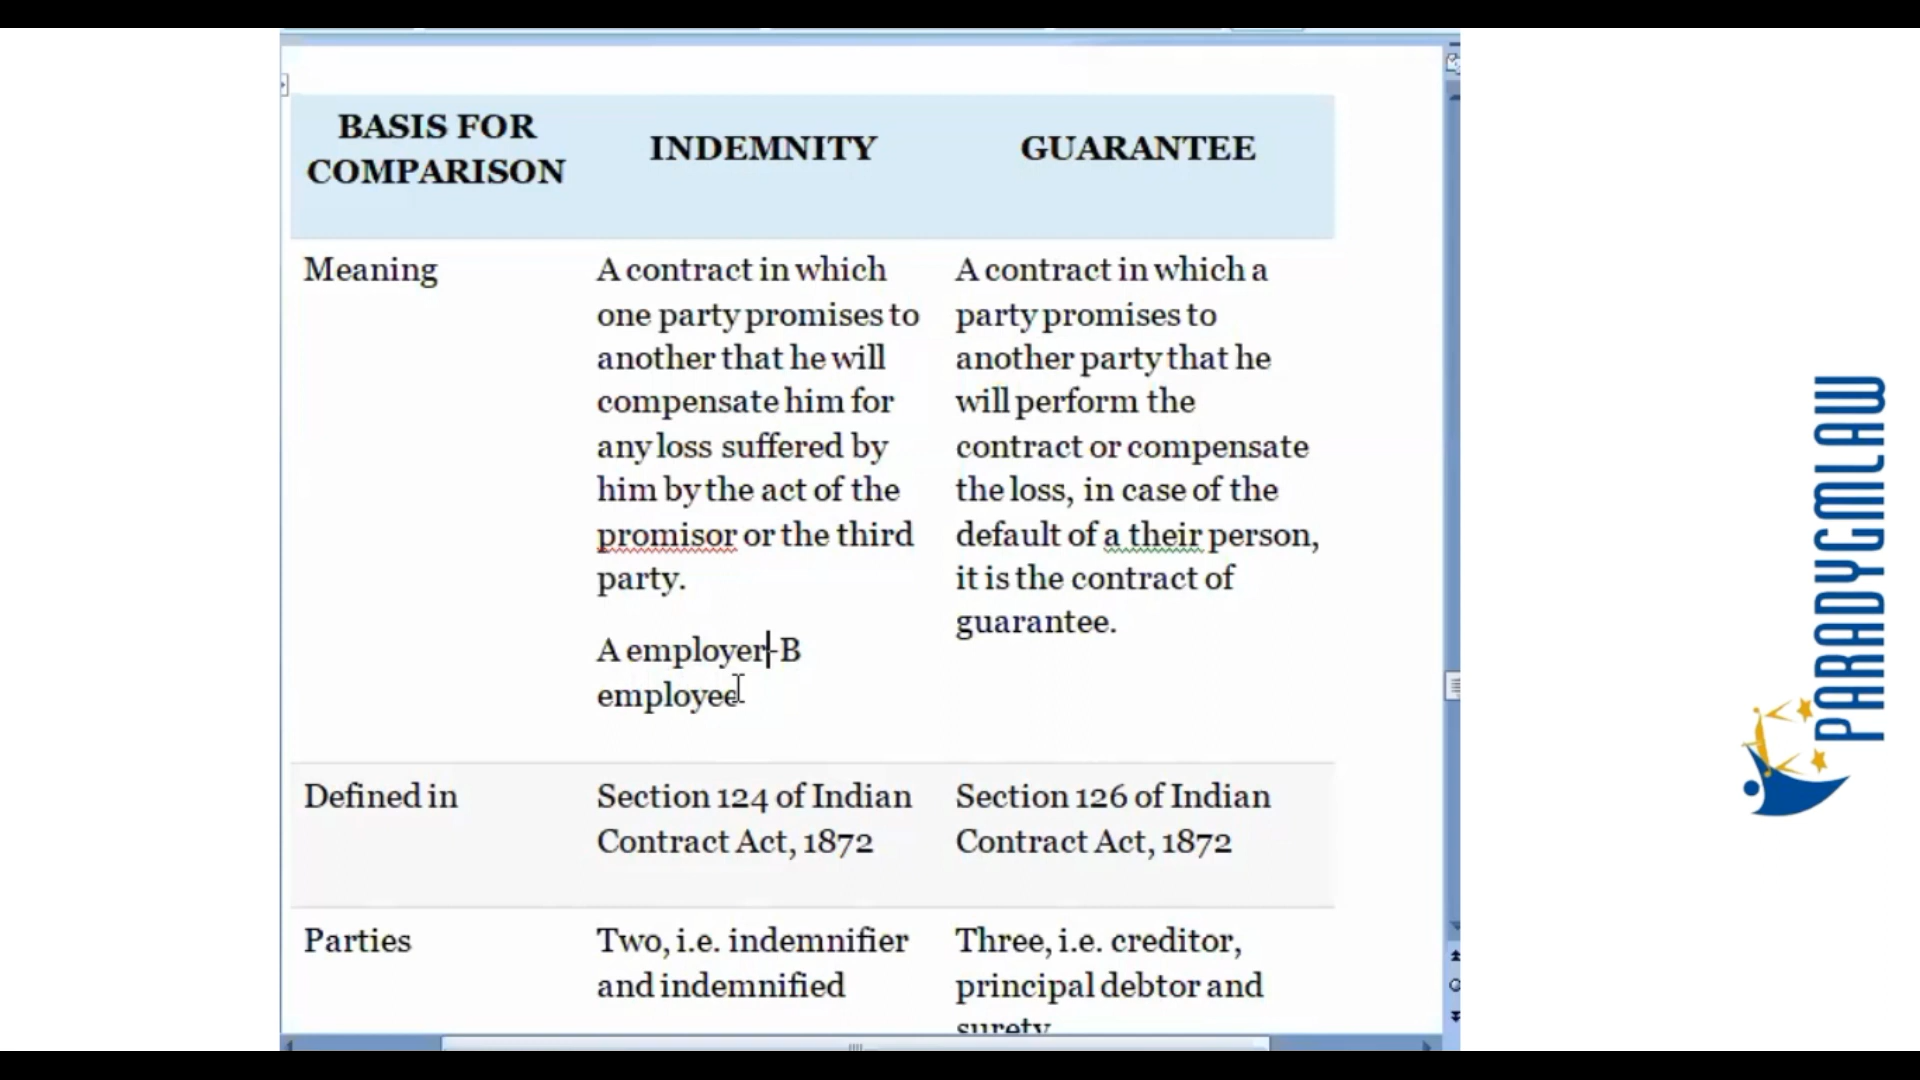 BASIS FOR
COMPARISON
INDEMNITY
GUARANTEE
Meaning
A contract in which
one party promises to
another that he will
compensate him for
any loss suffered by
him by the act of the
promisor or the third
party.
A employer-B
employee
A contract in which a
party promises to
another party that he
will perform the
contract or compensate
the loss, in case of the
default of a their person,
it is the contract of
guarantee.
Defined in
Section 124 of Indian
Contract Act, 1872
Section 126 of Indian
Contract Act, 1872
Parties
Two, i.e. indemnifier
and indemnified
Three, i.e. creditor,
principal debtor and
surety
PARADYGMLAW